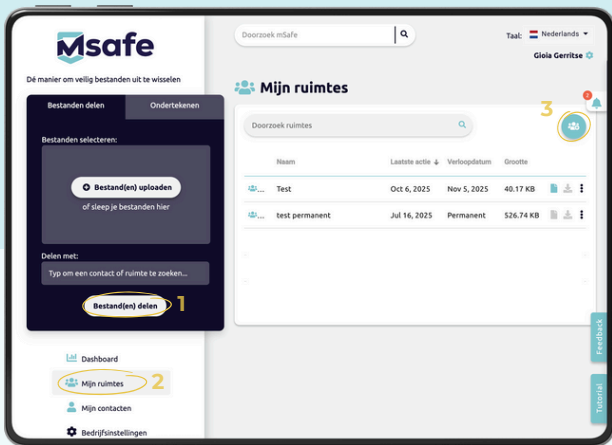 Msafe
Dé manier om veilig bestanden uit te wisselen
Bestanden delen
Ondertekenen
Bestanden selecteren:
Bestand(en) uploaden
of sleep je bestanden hier
Delen met:
Typ om een contact of ruimte te zoeken...
Bestand(en) delen 1
Dashboard
Mijn ruimtes 2
Mijn contacten
Bedrijfsinstellingen
Doorzoek mSafe
Taal: Nederlands
Gioia Gerritse
Mijn ruimtes
2
3
Doorzoek ruimtes
Naam Laatste actie Verloopdatum Grootte
... Test Oct 6, 2025 Nov 5, 2025 40.17 KB
... test permanent Jul 16, 2025 Permanent 526.74 KB
Feedback
Tutorial